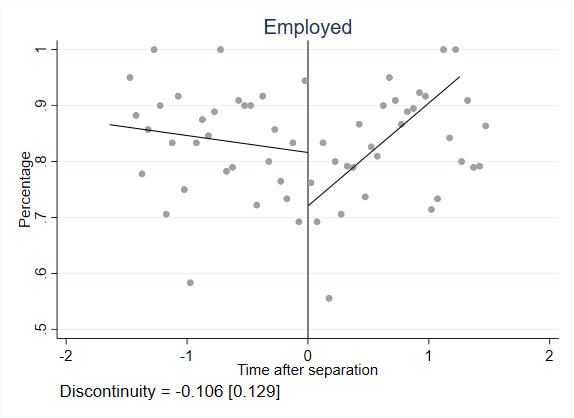 Employed
Percentage
1
.9
.8
.7
.6
.5
-2
-1
0
1
2
Time after separation
Discontinuity = -0.106 [0.129]